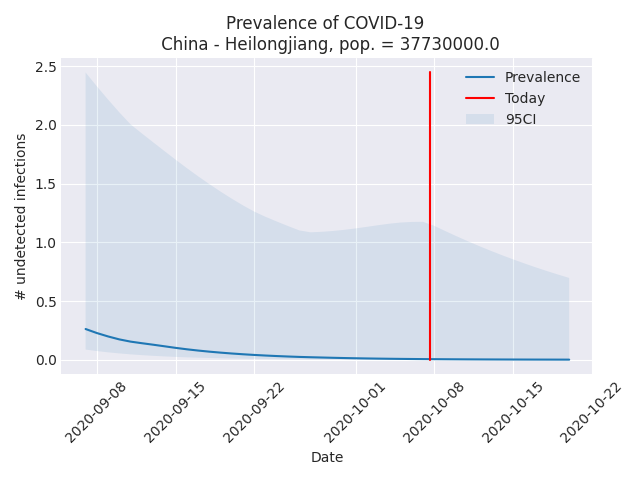 Prevalence of COVID-19
China - Heilongjiang, pop. = 37730000.0
2.5
2.0
1.5
1.0
0.5
0.0
# undetected infections
Prevalence
Today
95CI
2020-09-08
2020-09-15
2020-09-22
2020-10-01
2020-10-08
2020-10-15
2020-10-22
Date